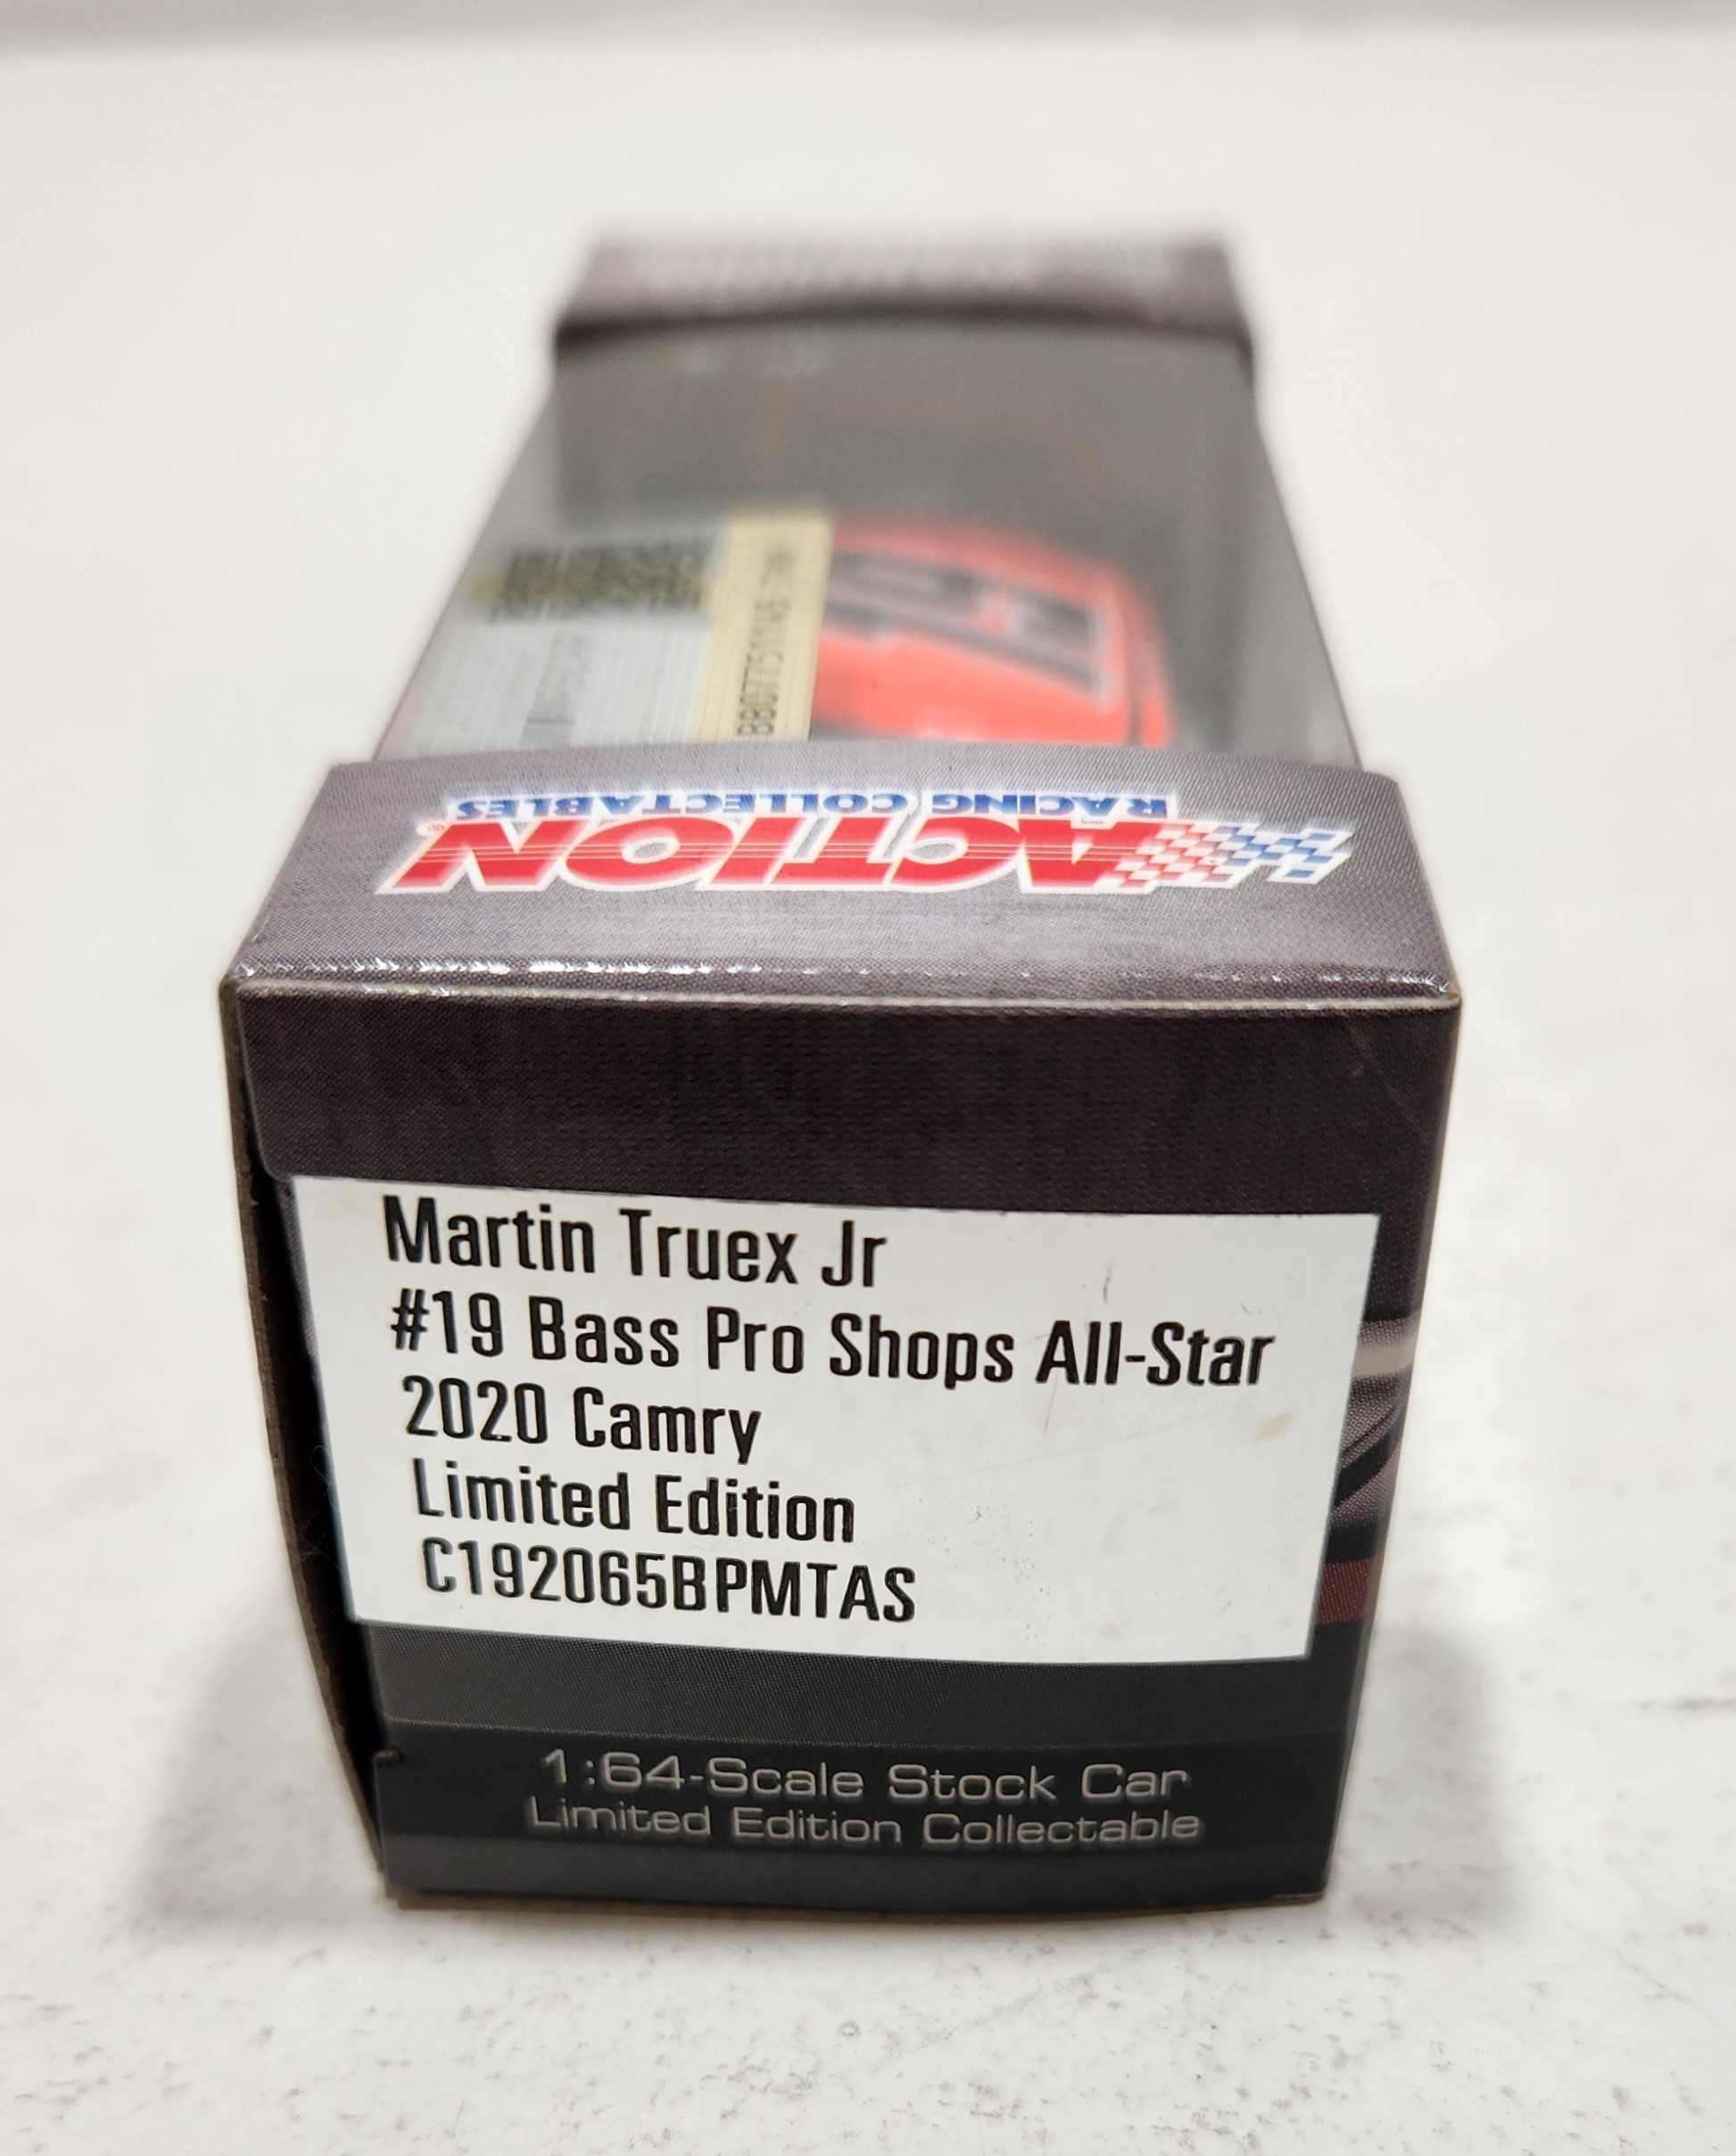 ACTION
RACING COLLECTABLES
Martin Truex Jr
#19 Bass Pro Shops All-Star
2020 Camry
Limited Edition
C192065BPMTAS
1:64-Scale Stock Car
Limited Edition Collectable